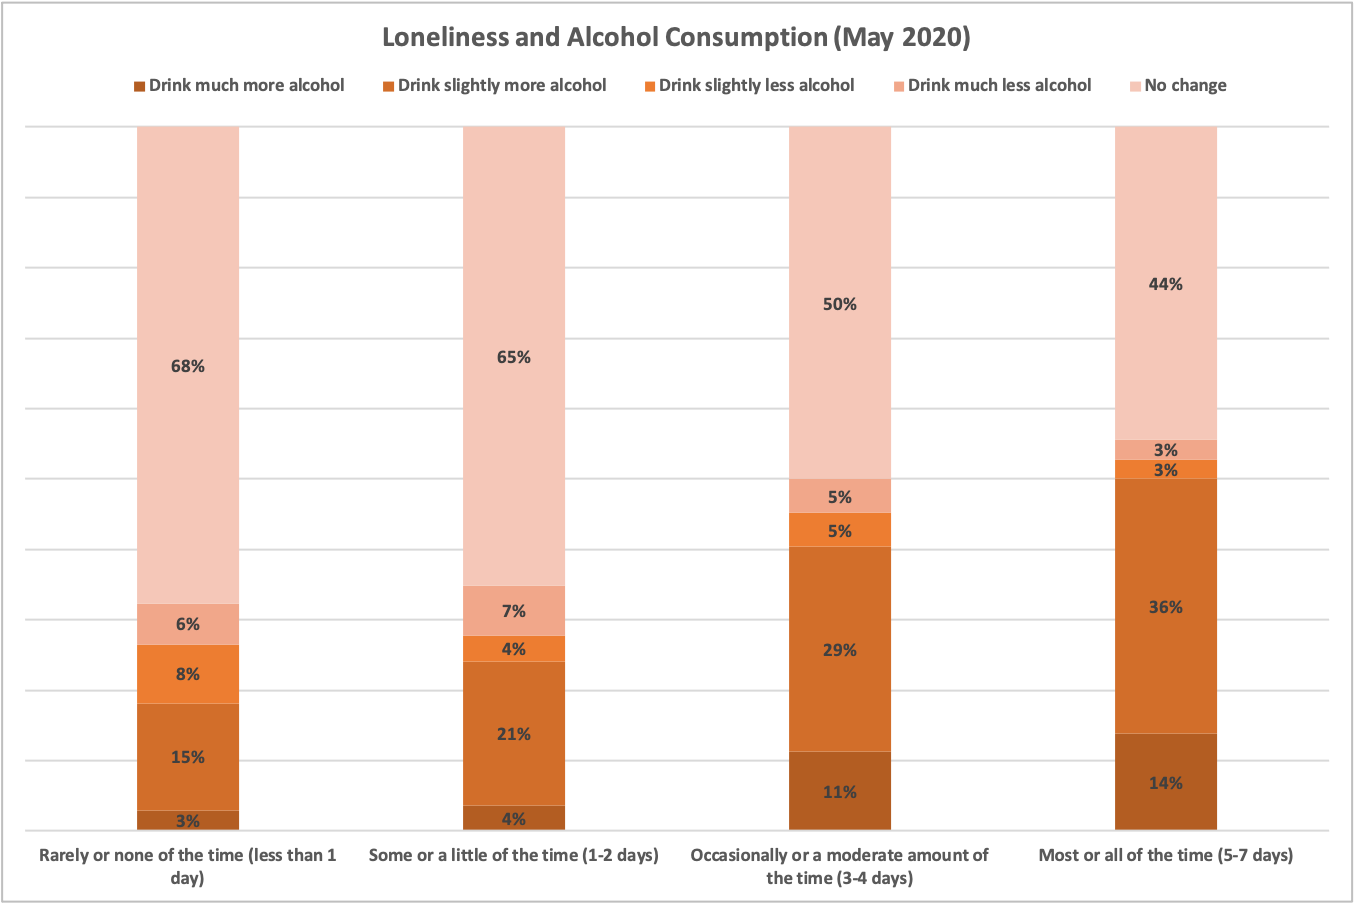 Loneliness and Alcohol Consumption (May 2020)
Drink much more alcohol Drink slightly more alcohol Drink slightly less alcohol Drink much less alcohol No change
68%
6%
8%
15%
3%
65%
7%
4%
21%
4%
50%
5%
5%
29%
11%
44%
3%
3%
36%
14%
Rarely or none of the time (less than 1
day)
Some or a little of the time (1-2 days)
Occasionally or a moderate amount of
the time (3-4 days)
Most or all of the time (5-7 days)